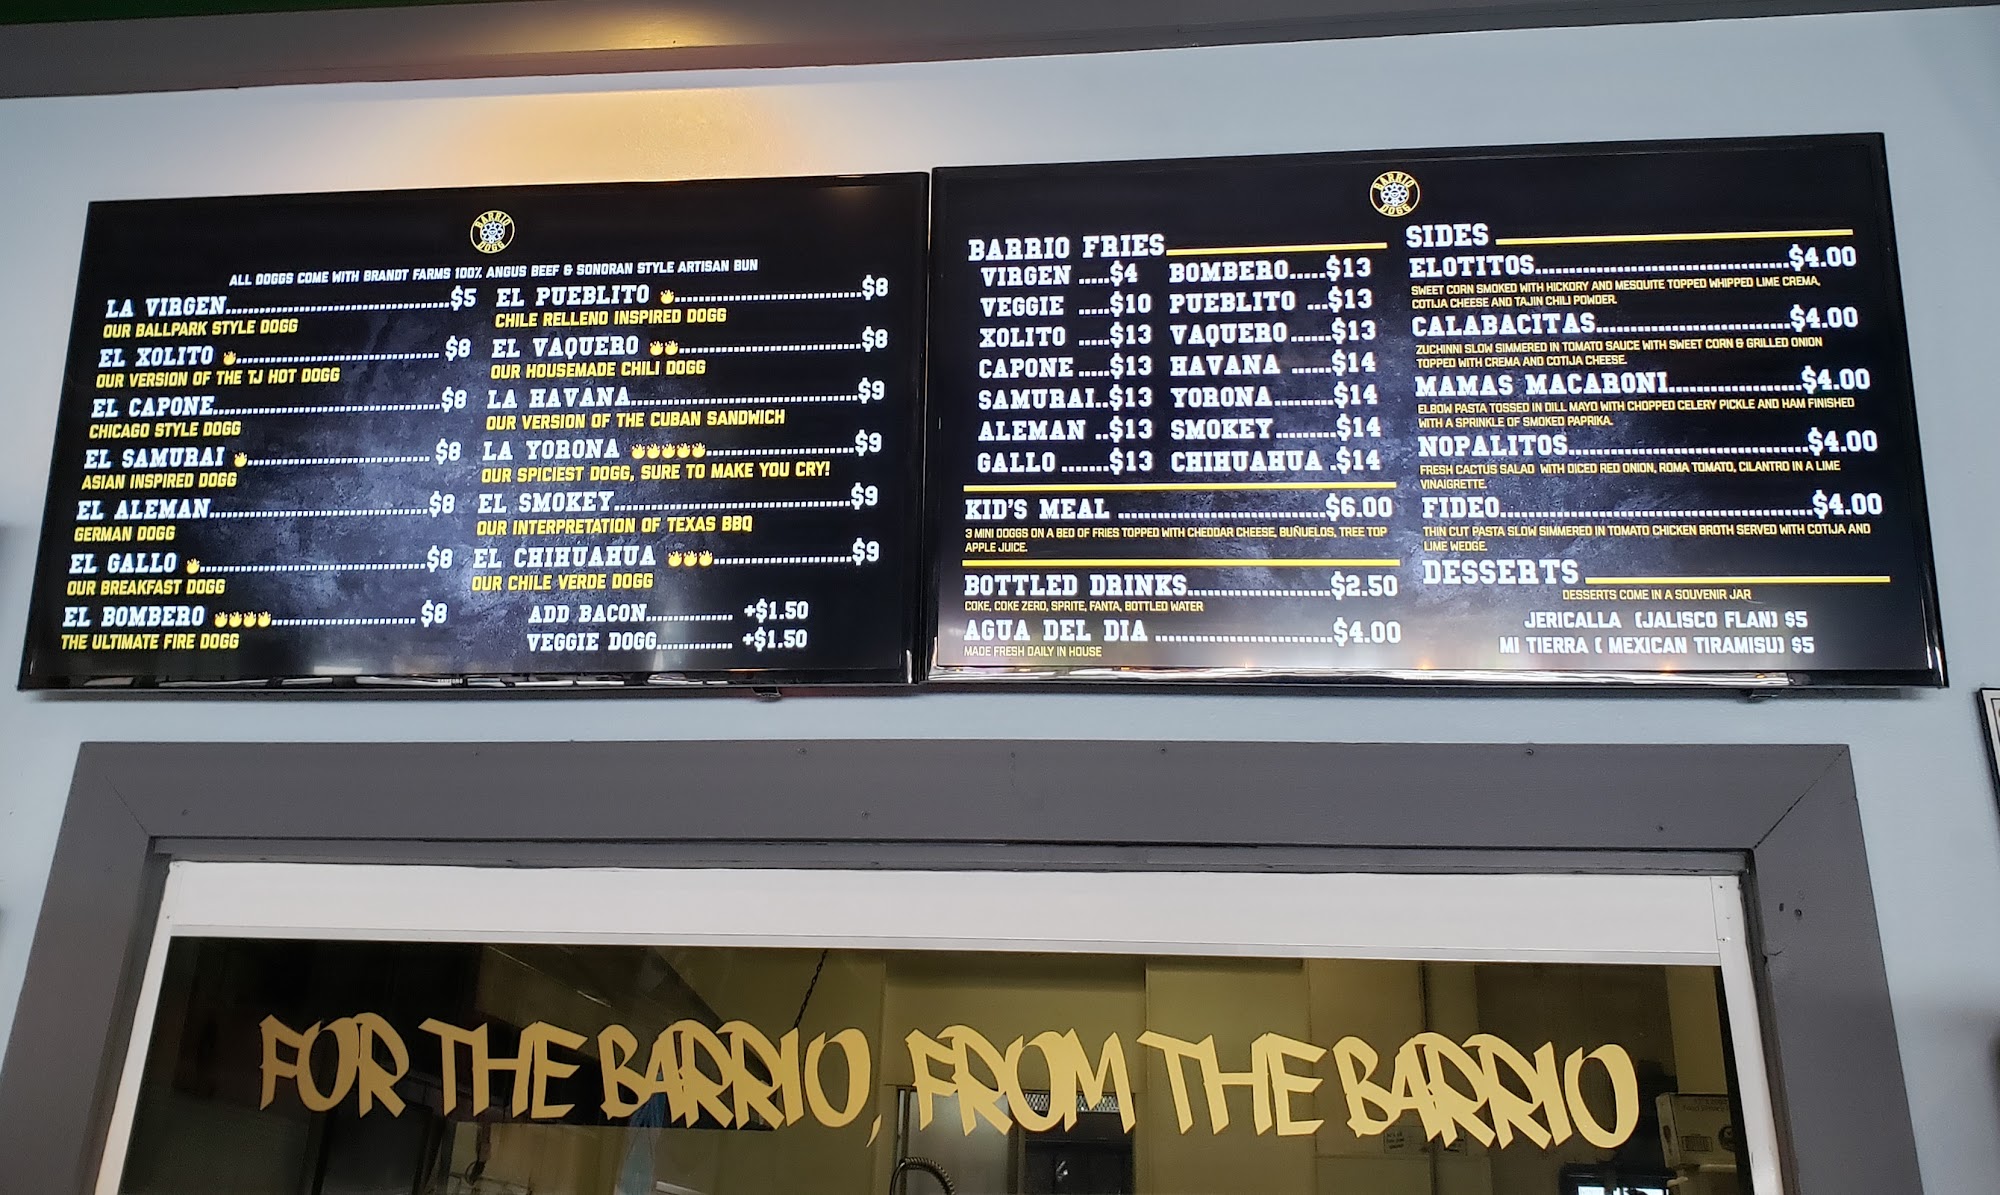 BARRIO DOGG
ALL DOGGS COME WITH BRANDT FARMS 100% ANGUS BEEF & SONORAN STYLE ARTISAN BUN
LA VIRGEN..............................$5
OUR BALLPARK STYLE DOGG
EL XOLITO..............................$8
OUR VERSION OF THE TJ HOT DOGG
EL CAPONE..............................$8
CHICAGO STYLE DOGG
EL SAMURAI..............................$8
ASIAN INSPIRED DOGG
EL ALEMAN..............................$8
GERMAN DOGG
EL GALLO..............................$8
OUR BREAKFAST DOGG
EL BOMBERO....................$8
THE ULTIMATE FIRE DOGG
EL PUEBLITO..............................$8
CHILE RELLENO INSPIRED DOGG
EL VAQUERO..............................$8
OUR HOUSEMADE CHILI DOGG
LA HAVANA..............................$9
OUR VERSION OF THE CUBAN SANDWICH
LA YORONA....................$9
OUR SPICIEST DOGG, SURE TO MAKE YOU CRY!
EL SMOKEY..............................$9
OUR INTERPRETATION OF TEXAS BBQ
EL CHIHUAHUA....................$9
OUR CHILE VERDE DOGG
ADD BACON............... +$1.50
VEGGIE DOGG............. +$1.50
BARRIO DOGG
BARRIO FRIES
VIRGEN .....$4
VEGGIE .....$10
XOLITO .....$13
CAPONE .....$13
SAMURAI..$13
ALEMAN ..$13
GALLO .......$13
BOMBERO.....$13
PUEBLITO ...$13
VAQUERO......$13
HAVANA ......$14
YORONA.........$14
SMOKEY.........$14
CHIHUAHUA .$14
KID'S MEAL ..............................$6.00
3 MINI DOGGS ON A BED OF FRIES TOPPED WITH CHEDDAR CHEESE, BUÑUELOS, TREE TOP
APPLE JUICE.
BOTTLED DRINKS....................$2.50
COKE, COKE ZERO, SPRITE, FANTA, BOTTLED WATER
AGUA DEL DIA .........................$4.00
MADE FRESH DAILY IN HOUSE
SIDES
ELOTITOS..............................$4.00
SWEET CORN SMOKED WITH HICKORY AND MESQUITE TOPPED WHIPPED LIME CREMA,
COTIJA CHEESE AND TAJIN CHILI POWDER.
CALABACITAS..............................$4.00
ZUCHINNI SLOW SIMMERED IN TOMATO SAUCE WITH SWEET CORN & GRILLED ONION
TOPPED WITH CREMA AND COTIJA CHEESE.
MAMAS MACARONI....................$4.00
ELBOW PASTA TOSSED IN DILL MAYO WITH CHOPPED CELERY PICKLE AND HAM FINISHED
WITH A SPRINKLE OF SMOKED PAPRIKA.
NOPALITOS..............................$4.00
FRESH CACTUS SALAD WITH DICED RED ONION, ROMA TOMATO, CILANTRO IN A LIME
VINAIGRETTE.
FIDEO..............................$4.00
THIN CUT PASTA SLOW SIMMERED IN TOMATO CHICKEN BROTH SERVED WITH COTIJA AND
LIME WEDGE.
DESSERTS
DESSERTS COME IN A SOUVENIR JAR
JERICALLA (JALISCO FLAN) $5
MI TIERRA ( MEXICAN TIRAMISU) $5
FOR THE BARRIO, FROM THE BARRIO